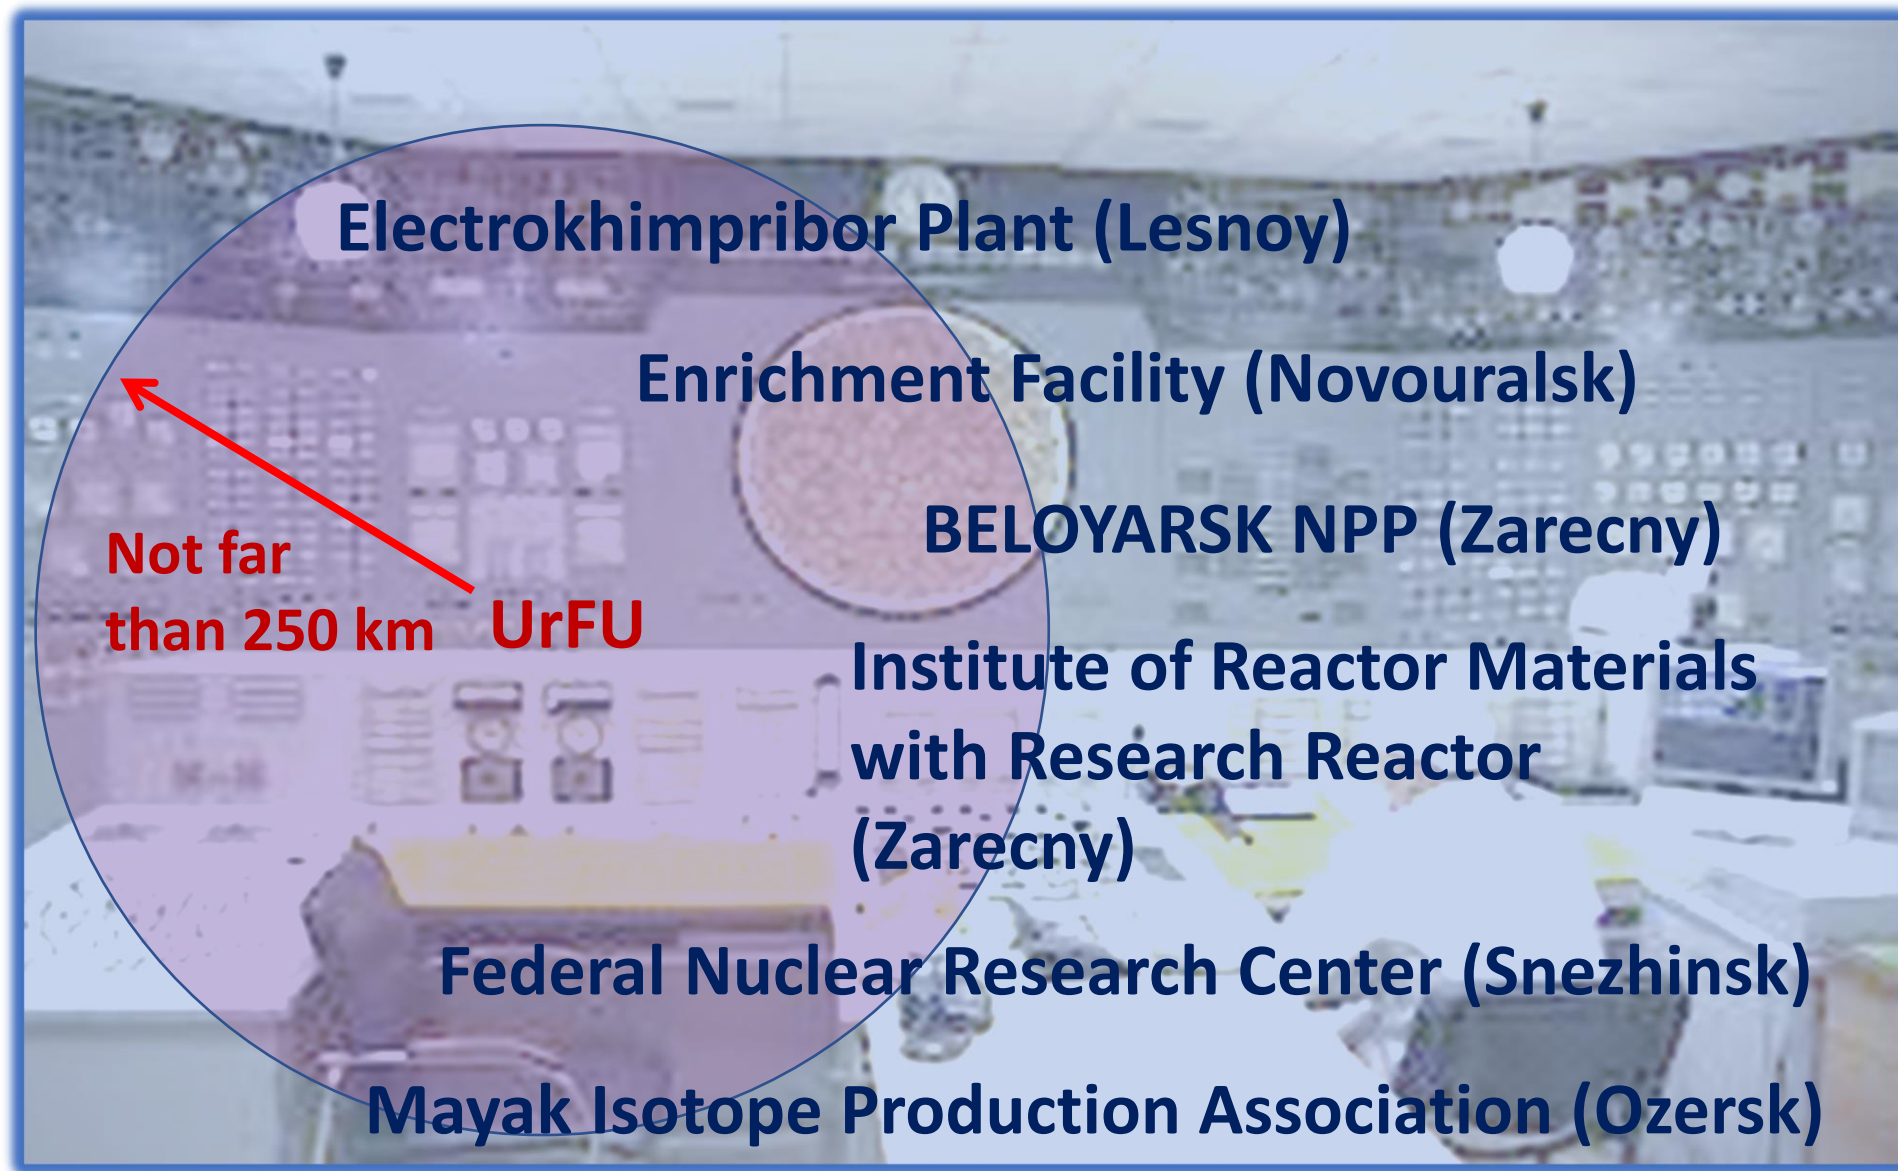 Electrokhimpribor Plant (Lesnoy)
Enrichment Facility (Novouralsk)
BELOYARSK NPP (Zarecny)
Not far
than 250 km
UrFU
Institute of Reactor Materials
with Research Reactor
(Zarecny)
Federal Nuclear Research Center (Snezhinsk)
Mayak Isotope Production Association (Ozersk)